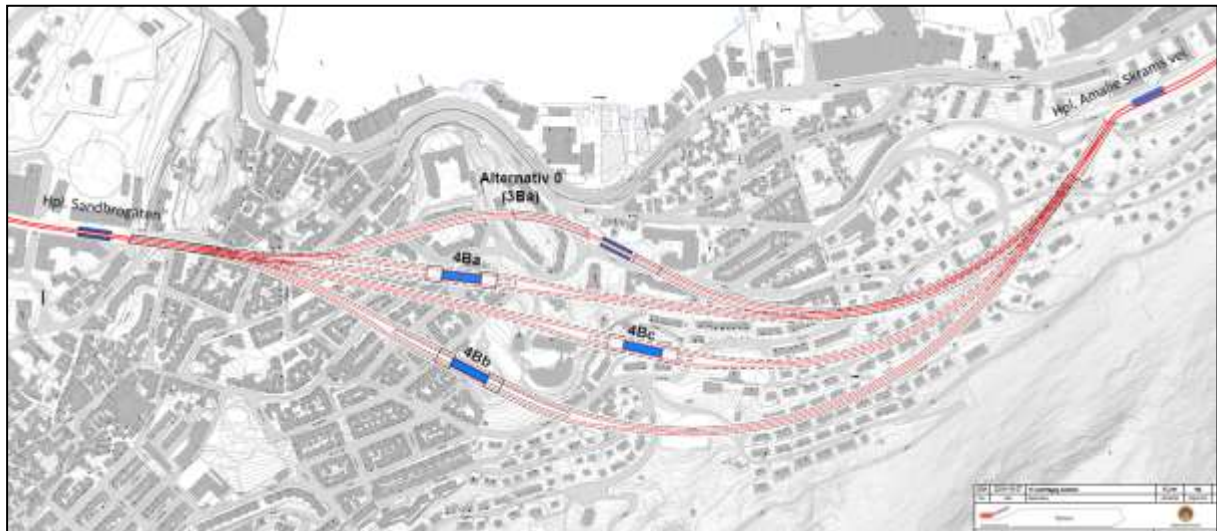 Hpl. Amalie Skrams vei
Alternativ 0
(3Ba)
Hpl. Sandbrogaten
4Ba
4Bc
4Bb